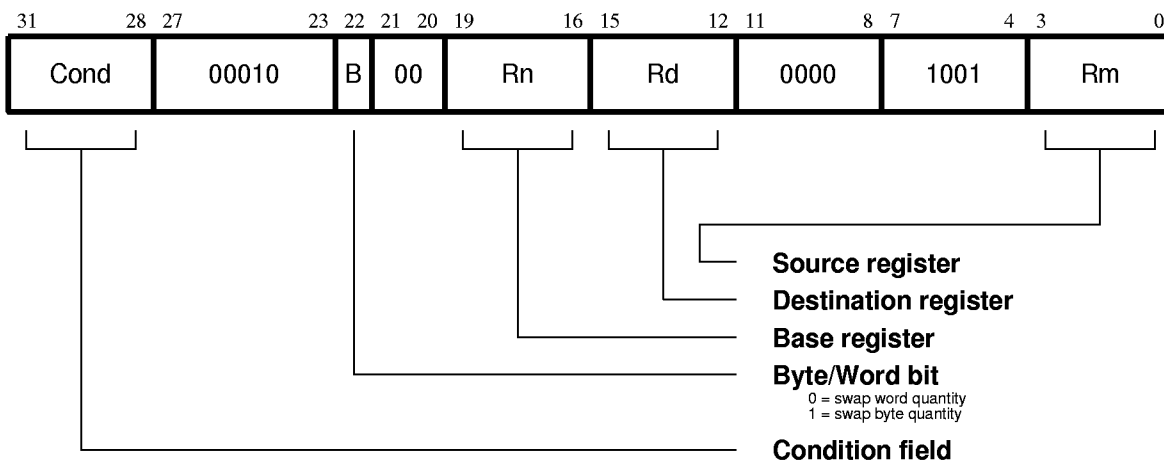 31 28 27 23 22 21 20 19 16 15 12 11 8 7 4 3 0
Cond 00010 B 00 Rn Rd 0000 1001 Rm
Source register
Destination register
Base register
Byte/Word bit
0 = swap word quantity
1 = swap byte quantity
Condition field